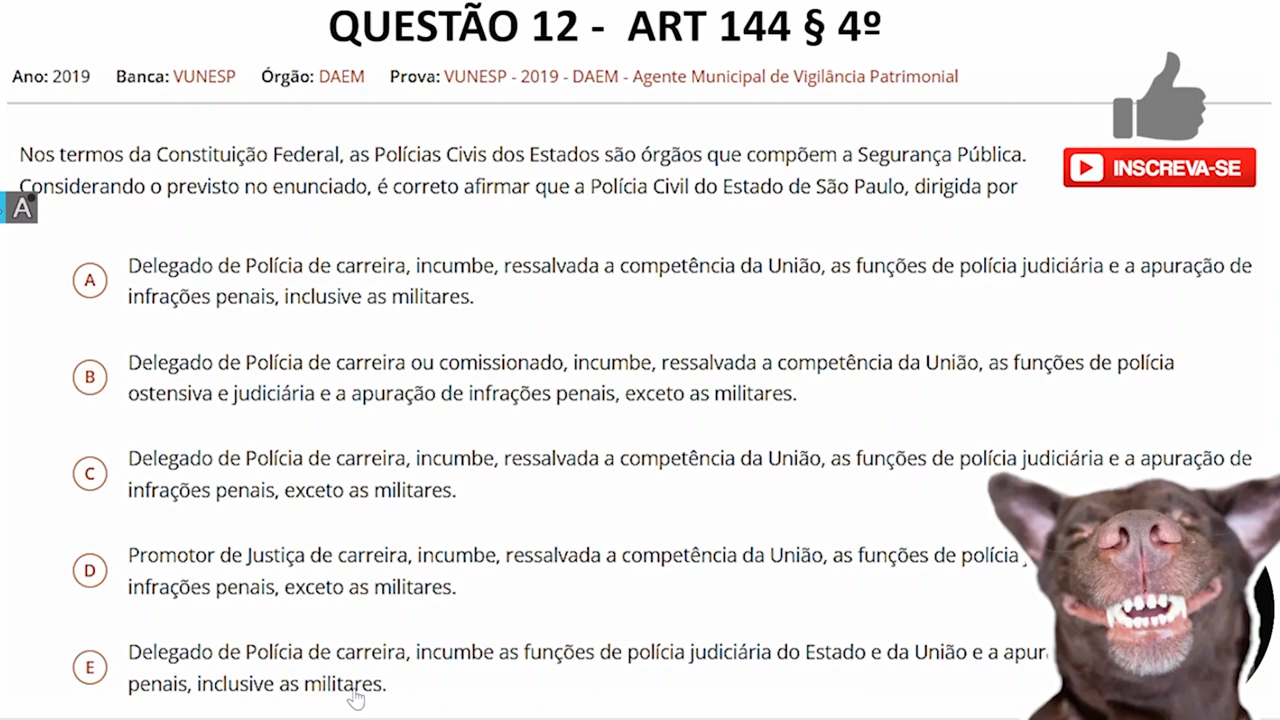 QUESTÃO 12 - ART 144 § 4º
Ano: 2019 Banca: VUNESP Órgão: DAEM Prova: VUNESP - 2019 - DAEM - Agente Municipal de Vigilância Patrimonial
Nos termos da Constituição Federal, as Polícias Civis dos Estados são órgãos que compõem a Segurança Pública.
Considerando o previsto no enunciado, é correto afirmar que a Polícia Civil do Estado de São Paulo, dirigida por
INSCREVA-SE
A
A
Delegado de Polícia de carreira, incumbe, ressalvada a competência da União, as funções de polícia judiciária e a apuração de
infrações penais, inclusive as militares.
B
Delegado de Polícia de carreira ou comissionado, incumbe, ressalvada a competência da União, as funções de polícia
ostensiva e judiciária e a apuração de infrações penais, exceto as militares.
C
Delegado de Polícia de carreira, incumbe, ressalvada a competência da União, as funções de polícia judiciária e a apuração de
infrações penais, exceto as militares.
D
Promotor de Justiça de carreira, incumbe, ressalvada a competência da União, as funções de polícia
infrações penais, exceto as militares.
E
Delegado de Polícia de carreira, incumbe as funções de polícia judiciária do Estado e da União e a
penais, inclusive as militares.